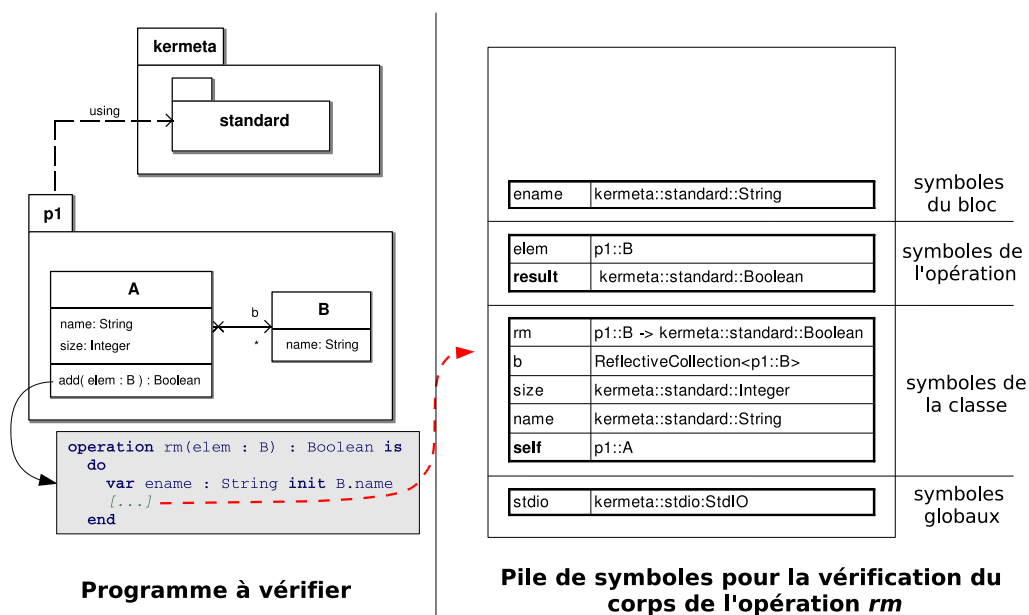 kermeta
standard
using
p1
A
name: String
size: Integer
add( elem : B ) : Boolean
b
*
B
name: String
operation rm(elem : B) : Boolean is
do
var ename : String init B.name
[...]
end
Programme à vérifier
ename kermeta::standard::String
symboles
du bloc
elem p1::B
result kermeta::standard::Boolean
symboles de
l'opération
rm p1::B -> kermeta::standard::Boolean
b ReflectiveCollection<p1::B>
size kermeta::standard::Integer
name kermeta::standard::String
self p1::A
symboles de
la classe
stdio kermeta::stdio:StdIO
symboles
globaux
Pile de symboles pour la vérification du
corps de l'opération rm